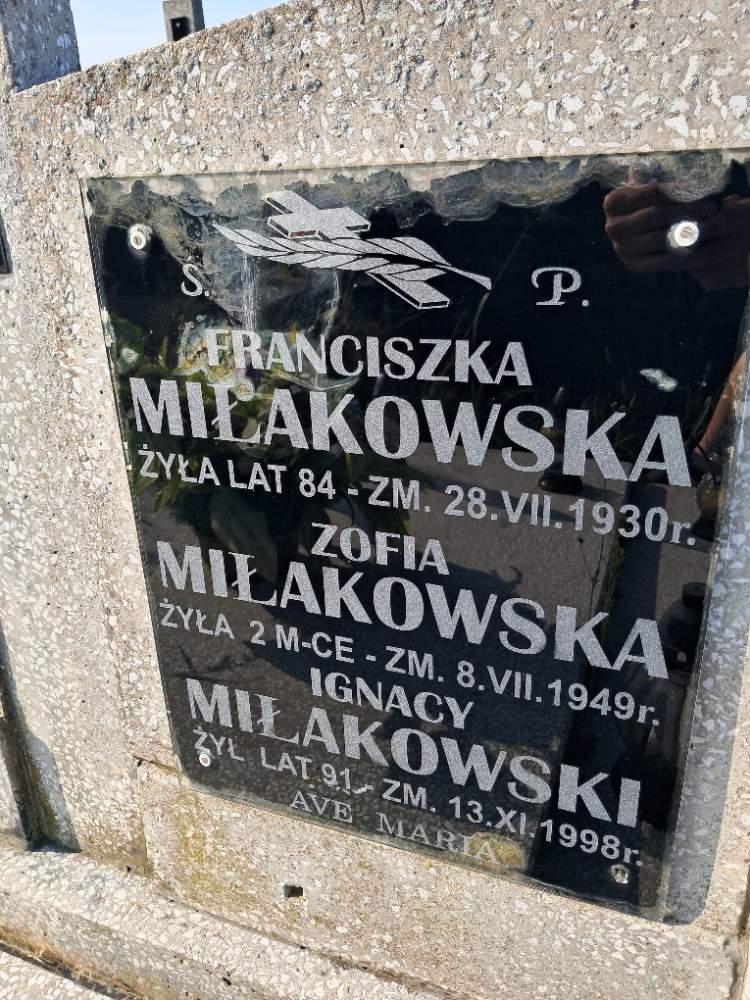 Ś. P.
FRANCISZKA
MIŁAKOWSKA
ŻYŁA LAT 84 - ZM. 28.VII.1930r.
ZOFIA
MIŁAKOWSKA
ŻYŁA 2 M-CE - ZM. 8.VII.1949r.
IGNACY
MIŁAKOWSKI
ŻYŁ LAT 91 - ZM. 13.XI.1998r.
AVE MARIA